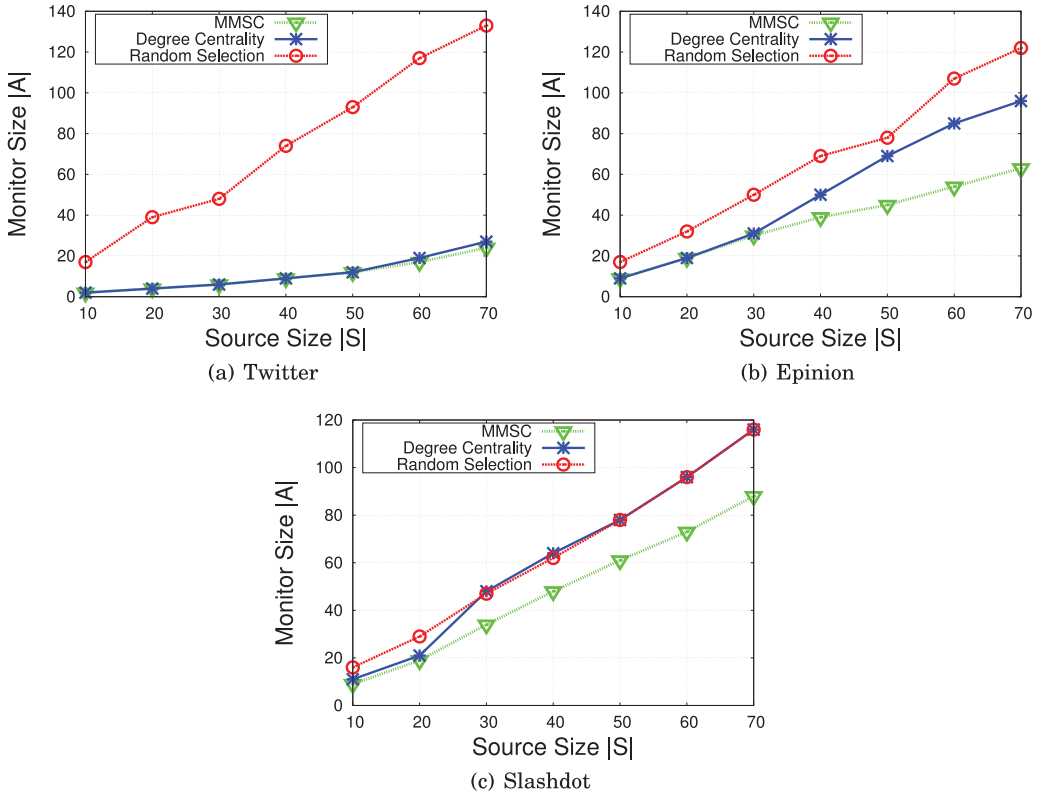 140
120
100
80
60
40
20
0
Monitor Size |A|
MMSC
Degree Centrality
Random Selection
10 20 30 40 50 60 70
Source Size |S|
(a) Twitter
140
120
100
80
60
40
20
0
Monitor Size |A|
MMSC
Degree Centrality
Random Selection
10 20 30 40 50 60 70
Source Size |S|
(b) Epinion
120
100
80
60
40
20
0
Monitor Size |A|
MMSC
Degree Centrality
Random Selection
10 20 30 40 50 60 70
Source Size |S|
(c) Slashdot